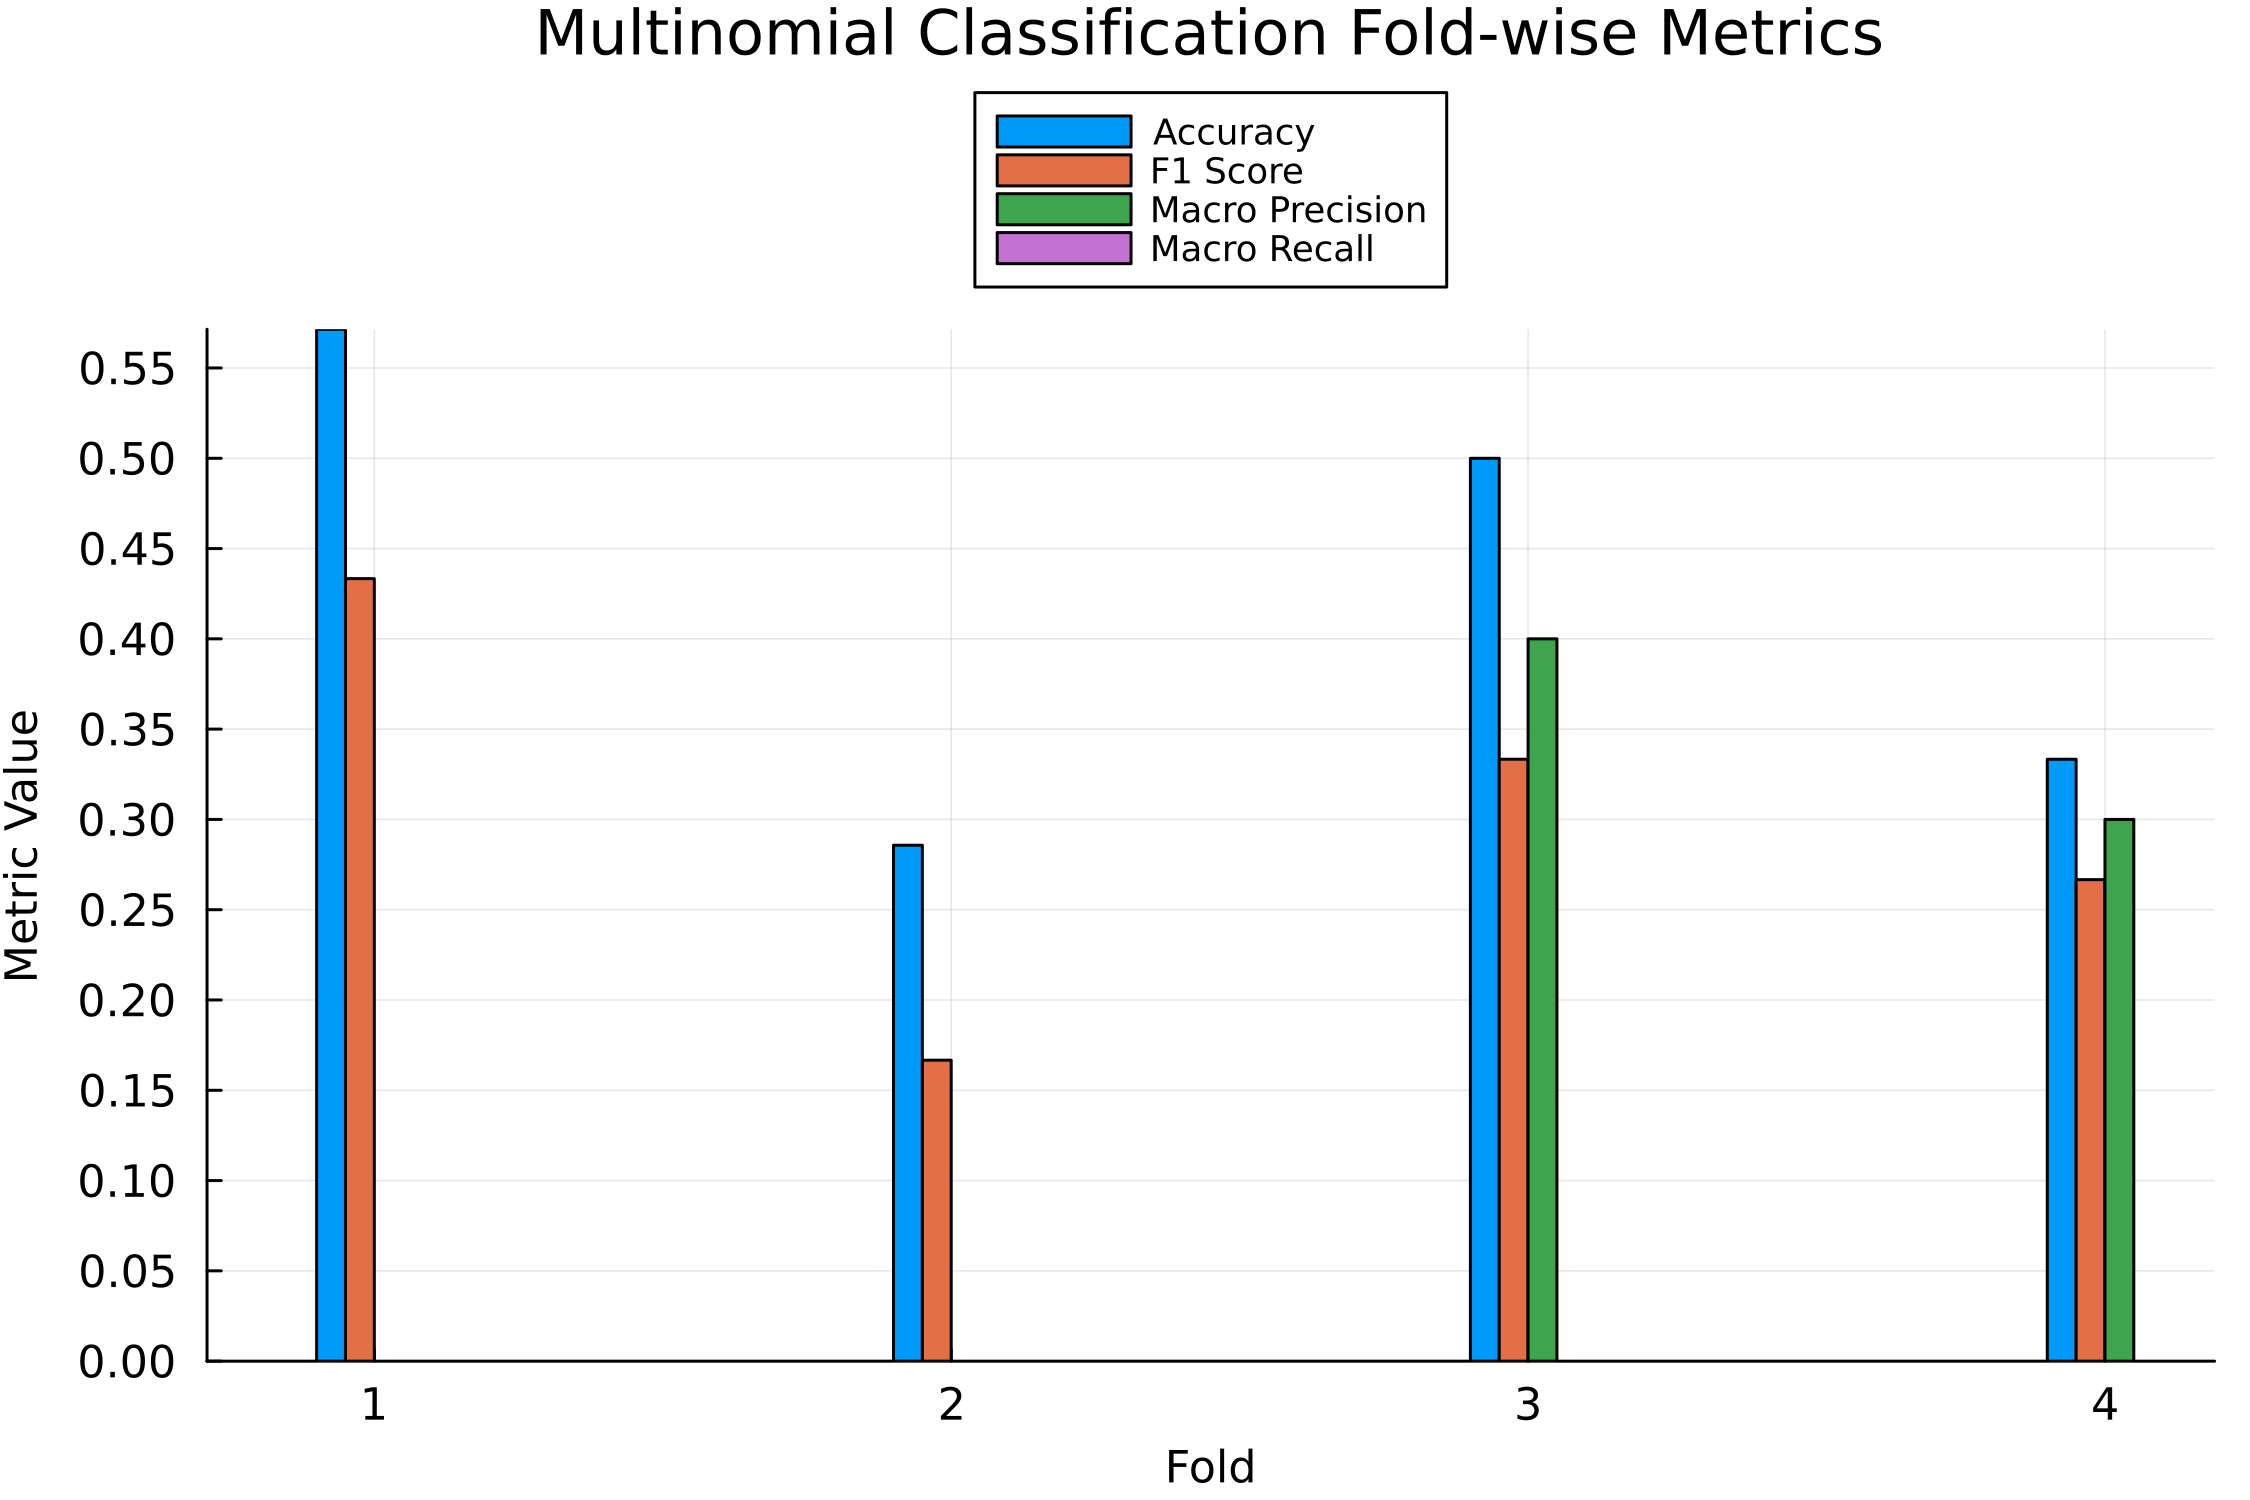 Multinomial Classification Fold-wise Metrics
Accuracy
F1 Score
Macro Precision
Macro Recall
0.55
0.50
0.45
0.40
0.35
0.30
0.25
0.20
0.15
0.10
0.05
0.00
Metric Value
1 2 3 4
Fold